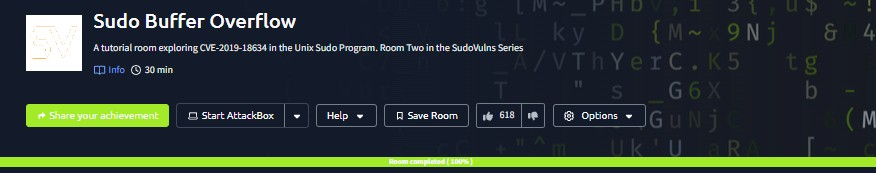 Sudo Buffer Overflow
A tutorial room exploring CVE-2019-18634 in the Unix Sudo Program. Room Two in the SudoVulns Series
Info 30 min
Share your achievement Start AttackBox Help Save Room 618 Options
Room completed ( 100% )